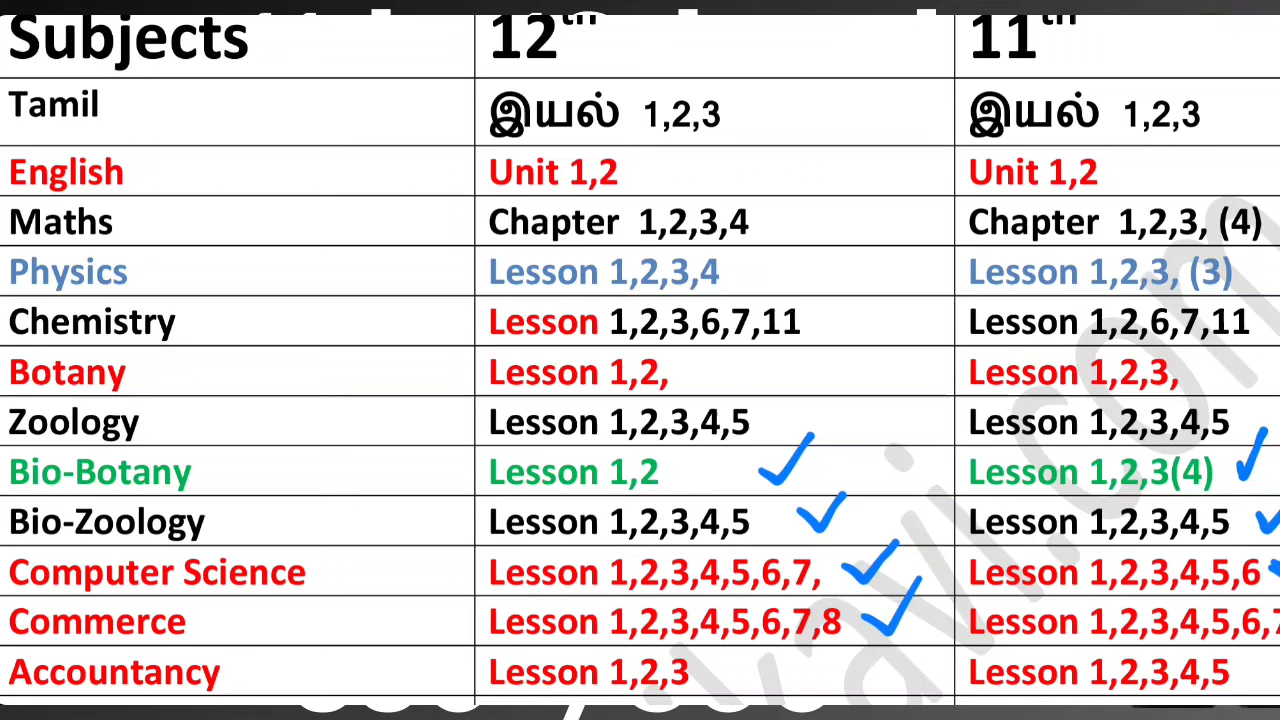 Subjects 12th 11th
Tamil இயல் 1,2,3 இயல் 1,2,3
English Unit 1,2 Unit 1,2
Maths Chapter 1,2,3,4 Chapter 1,2,3, (4)
Physics Lesson 1,2,3,4 Lesson 1,2,3, (3)
Chemistry Lesson 1,2,3,6,7,11 Lesson 1,2,6,7,11
Botany Lesson 1,2, Lesson 1,2,3,
Zoology Lesson 1,2,3,4,5 Lesson 1,2,3,4,5
Bio-Botany Lesson 1,2 Lesson 1,2,3(4)
Bio-Zoology Lesson 1,2,3,4,5 Lesson 1,2,3,4,5
Computer Science Lesson 1,2,3,4,5,6,7, Lesson 1,2,3,4,5,6
Commerce Lesson 1,2,3,4,5,6,7,8 Lesson 1,2,3,4,5,6,7
Accountancy Lesson 1,2,3 Lesson 1,2,3,4,5